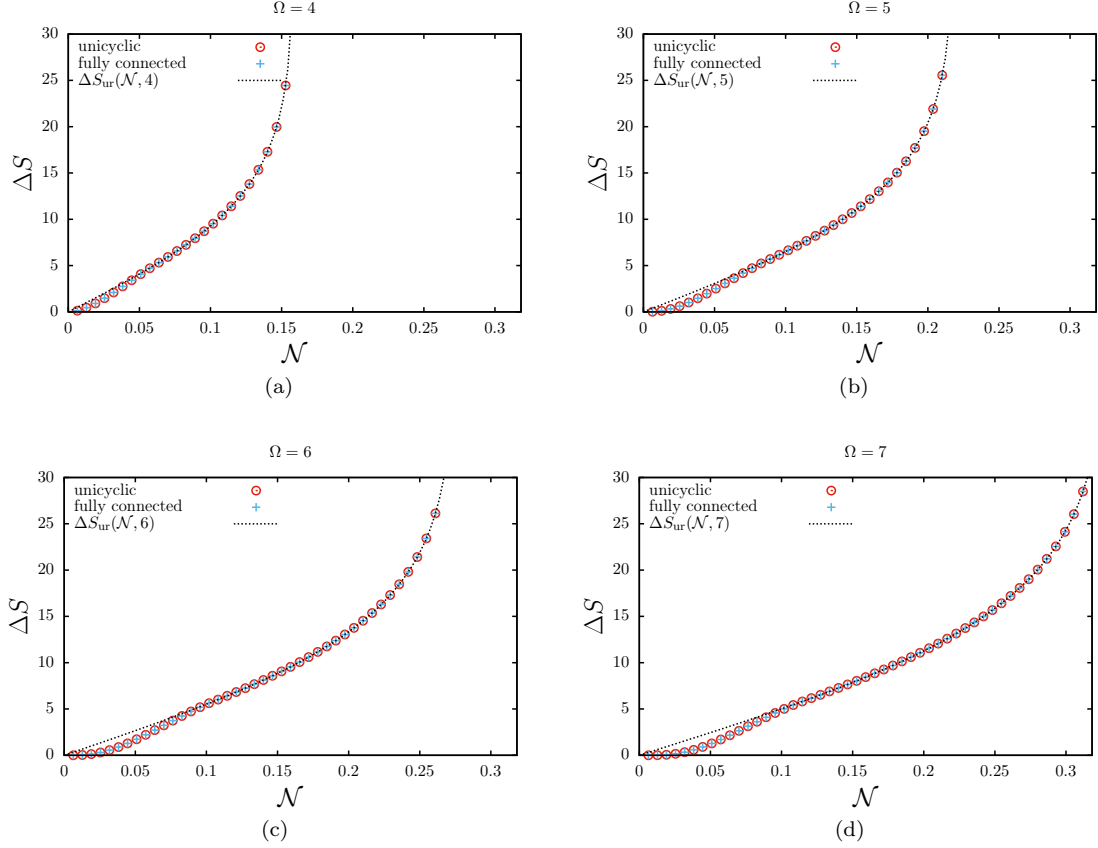 Ω = 4
30
25
20
15
10
5
0
ΔS
unicyclic
fully connected
ΔS_ur(𝒩, 4)
0 0.05 0.1 0.15 0.2 0.25 0.3
𝒩
(a)
Ω = 5
30
25
20
15
10
5
0
ΔS
unicyclic
fully connected
ΔS_ur(𝒩, 5)
0 0.05 0.1 0.15 0.2 0.25 0.3
𝒩
(b)
Ω = 6
30
25
20
15
10
5
0
ΔS
unicyclic
fully connected
ΔS_ur(𝒩, 6)
0 0.05 0.1 0.15 0.2 0.25 0.3
𝒩
(c)
Ω = 7
30
25
20
15
10
5
0
ΔS
unicyclic
fully connected
ΔS_ur(𝒩, 7)
0 0.05 0.1 0.15 0.2 0.25 0.3
𝒩
(d)